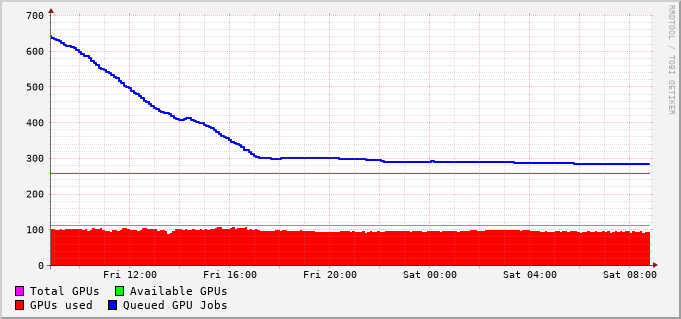 700
600
500
400
300
200
100
0
Fri 12:00 Fri 16:00 Fri 20:00 Sat 00:00 Sat 04:00 Sat 08:00
Total GPUs Available GPUs
GPUs used Queued GPU Jobs
RRDTOOL / TOBI OETIKER